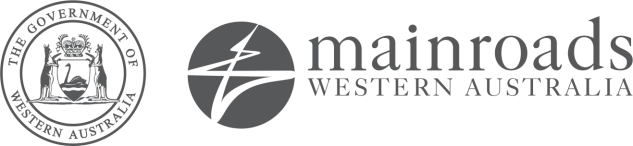 THE GOVERNMENT OF
WESTERN AUSTRALIA
mainroads
WESTERN AUSTRALIA